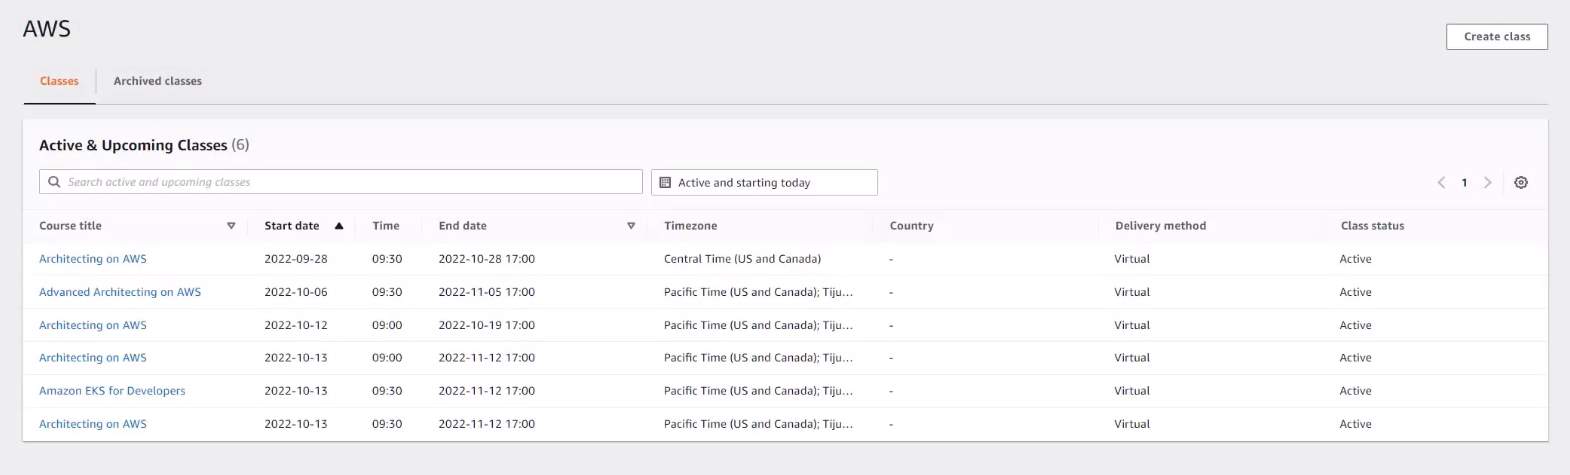 AWS
Create class
Classes Archived classes
Active & Upcoming Classes (6)
Search active and upcoming classes Active and starting today 1
Course title Start date Time End date Timezone Country Delivery method Class status
Architecting on AWS 2022-09-28 09:30 2022-10-28 17:00 Central Time (US and Canada) - Virtual Active
Advanced Architecting on AWS 2022-10-06 09:30 2022-11-05 17:00 Pacific Time (US and Canada); Tiju... - Virtual Active
Architecting on AWS 2022-10-12 09:00 2022-10-19 17:00 Pacific Time (US and Canada); Tiju... - Virtual Active
Architecting on AWS 2022-10-13 09:00 2022-11-12 17:00 Pacific Time (US and Canada); Tiju... - Virtual Active
Amazon EKS for Developers 2022-10-13 09:30 2022-11-12 17:00 Pacific Time (US and Canada); Tiju... - Virtual Active
Architecting on AWS 2022-10-13 09:30 2022-11-12 17:00 Pacific Time (US and Canada); Tiju... - Virtual Active